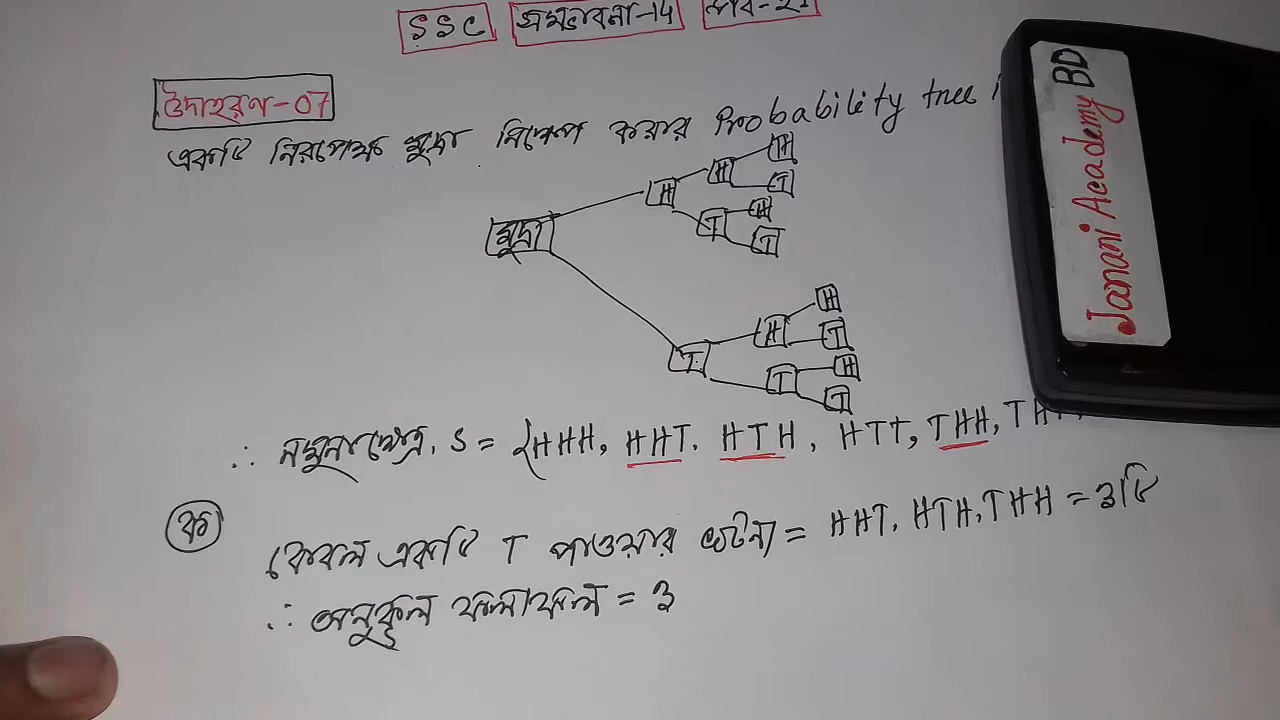 SSC সম্ভাবনা-14 পর্ব-21
উদাহরণ-07
একটি নিরপেক্ষ মুদ্রা নিক্ষেপ করার Probability tree
H
H
T
H
T
H
T
মুদ্রা
H
H
T
T
T
H
T
∴ নমুনাক্ষেত্র, S = {HHH, HHT, HTH, HTT, THH,
ক
কেবল একটি T পাওয়ার ঘটনা = HHT, HTH, THH = 3টি
∴ অনুকূল ফলাফল = 3
Janani Academy BD